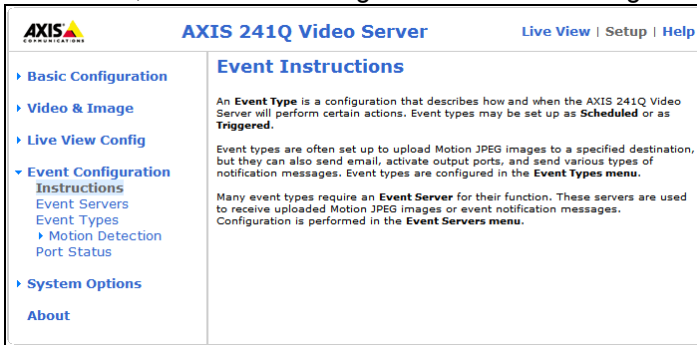 AXIS
COMMUNICATIONS
AXIS 241Q Video Server
Live View | Setup | Help
Basic Configuration
Video & Image
Live View Config
Event Configuration
Instructions
Event Servers
Event Types
Motion Detection
Port Status
System Options
About
Event Instructions
An Event Type is a configuration that describes how and when the AXIS 241Q Video
Server will perform certain actions. Event types may be set up as Scheduled or as
Triggered.
Event types are often set up to upload Motion JPEG images to a specified destination,
but they can also send email, activate output ports, and send various types of
notification messages. Event types are configured in the Event Types menu.
Many event types require an Event Server for their function. These servers are used
to receive uploaded Motion JPEG images or event notification messages.
Configuration is performed in the Event Servers menu.